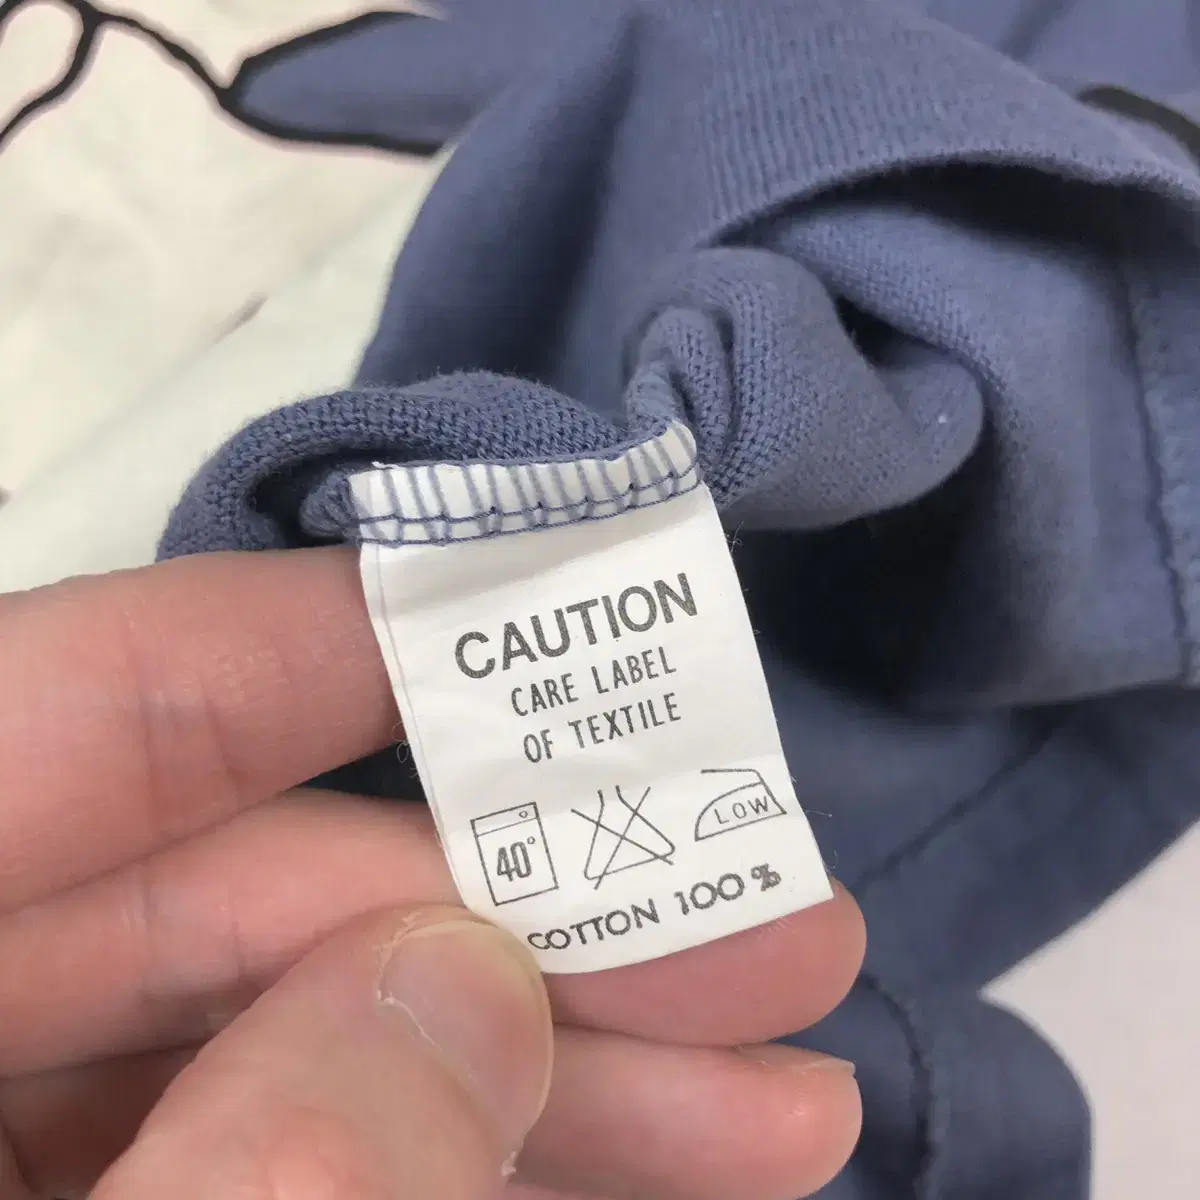 CAUTION
CARE LABEL
OF TEXTILE
40° LOW
COTTON 100%